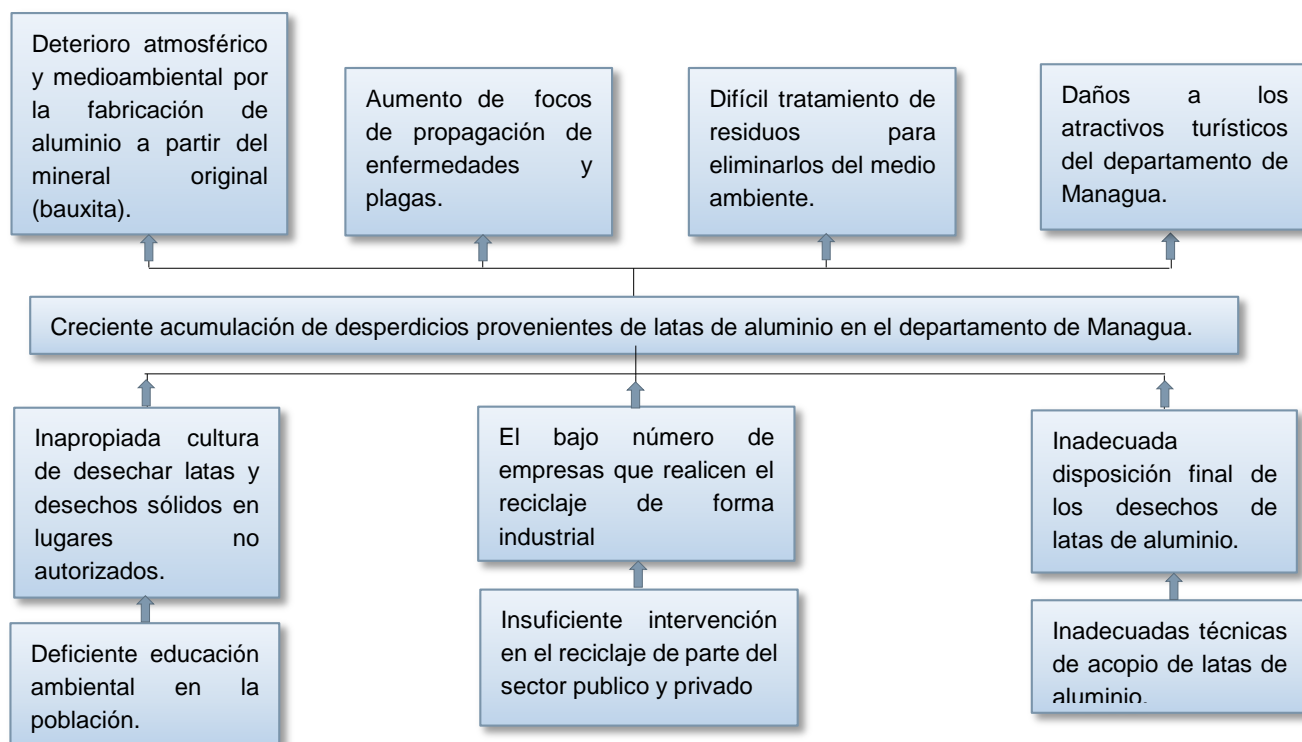 Deterioro atmosférico
y medioambiental por
la fabricación de
aluminio a partir del
mineral original
(bauxita).
Aumento de focos
de propagación de
enfermedades y
plagas.
Difícil tratamiento de
residuos para
eliminarlos del medio
ambiente.
Daños a los
atractivos turísticos
del departamento de
Managua.
Creciente acumulación de desperdicios provenientes de latas de aluminio en el departamento de Managua.
Inapropiada cultura
de desechar latas y
desechos sólidos en
lugares no
autorizados.
El bajo número de
empresas que realicen el
reciclaje de forma
industrial
Inadecuada
disposición final de
los desechos de
latas de aluminio.
Deficiente educación
ambiental en la
población.
Insuficiente intervención
en el reciclaje de parte del
sector publico y privado
Inadecuadas técnicas
de acopio de latas de
aluminio.